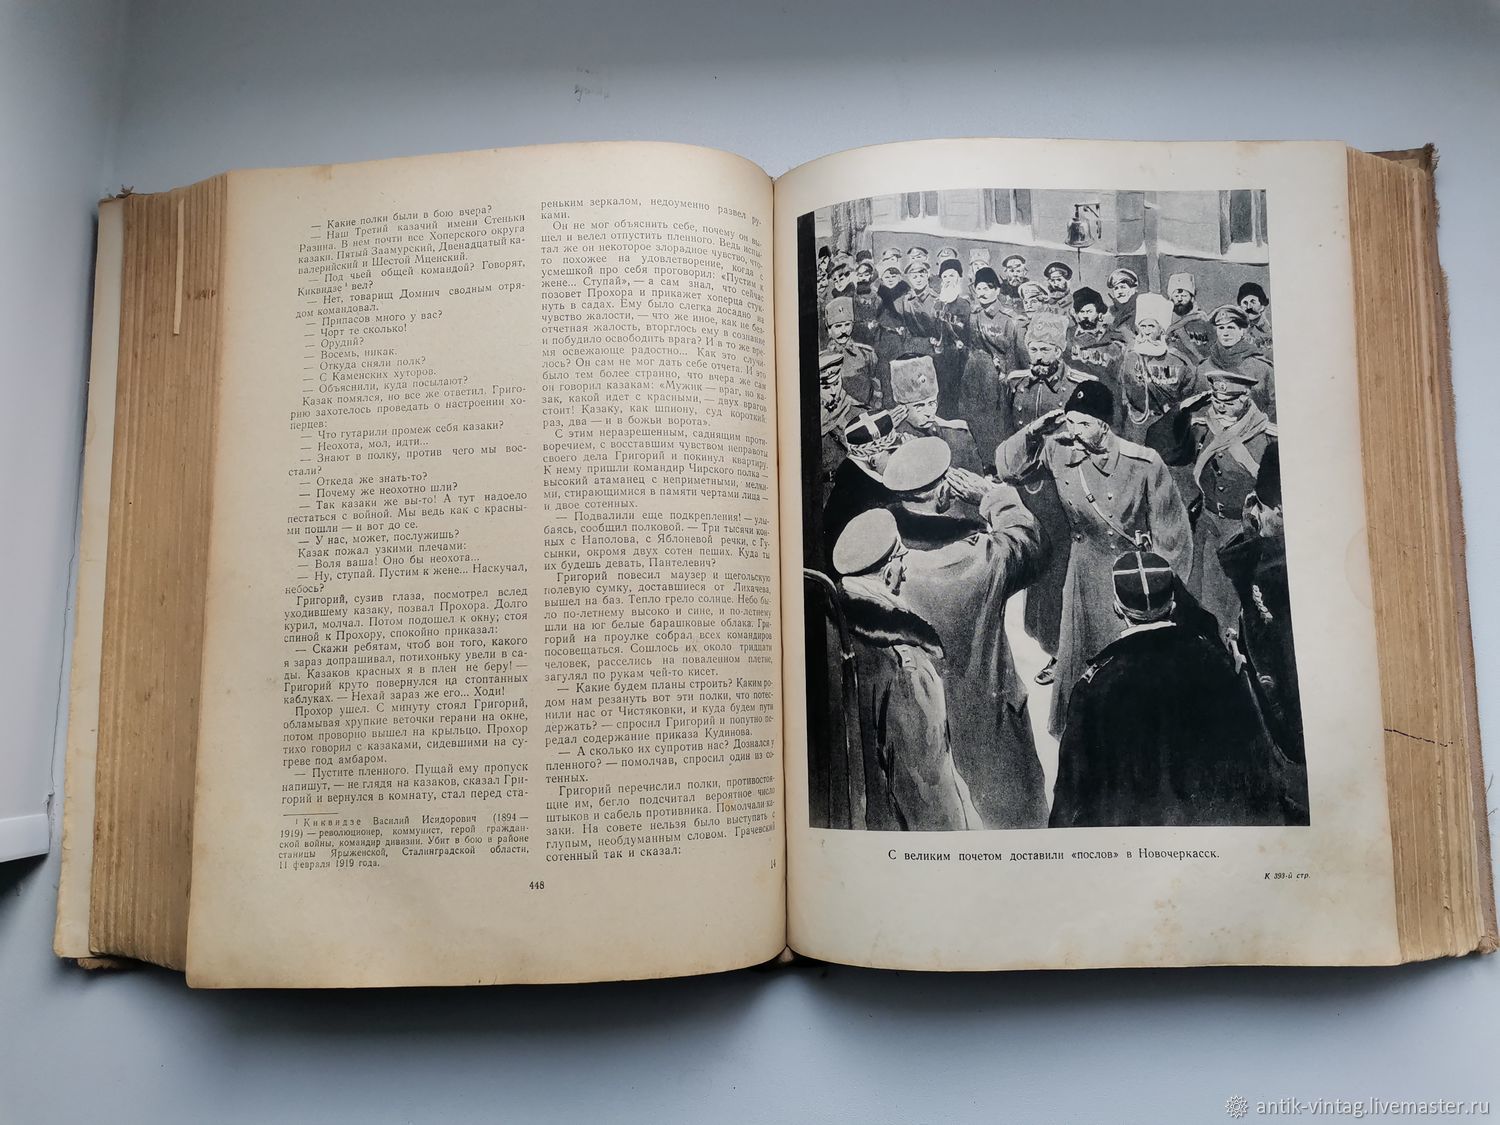 — Какие полки были в бою вчера?
— Наш Третий казачий имени Стеньки
Разина. В нем почти все Хоперского округа
казаки. Пятый Заамурский, Двенадцатый ка-
валерийский и Шестой Мценский.
— Под чьей общей командой? Говорят,
Киквидзе¹ вел?
— Нет, товарищ Домнич сводным отря-
дом командовал.
— Припасов много у вас?
— Чорт те сколько!
— Орудий?
— Восемь, никак.
— Откуда сняли полк?
— С Каменских хуторов.
— Объяснили, куда посылают?
Казак помялся, но все же ответил. Григо-
рию захотелось проведать о настроении хо-
перцев:
— Что гутарили промеж себя казаки?
— Неохота, мол, идти...
— Знают в полку, против чего мы вос-
стали?
— Откеда же знать-то?
— Почему же неохотно шли?
— Так казаки же вы-то! А тут надоело
пестаться с войной. Мы ведь как с красны-
ми пошли — и вот до се.
— У нас, может, послужишь?
Казак пожал узкими плечами:
— Воля ваша! Оно бы неохота...
— Ну, ступай. Пустим к жене... Наскучал,
небось?
Григорий, сузив глаза, посмотрел вслед
уходившему казаку, позвал Прохора. Долго
курил, молчал. Потом подошел к окну; стоя
спиной к Прохору, спокойно приказал:
— Скажи ребятам, чтоб вон того, какого
я зараз допрашивал, потихоньку увели в са-
ды. Казаков красных я в плен не беру! —
Григорий круто повернулся на стоптанных
каблуках. — Нехай зараз же его... Ходи!
Прохор ушел. С минуту стоял Григорий,
обламывая хрупкие веточки герани на окне,
потом проворно вышел на крыльцо. Прохор
тихо говорил с казаками, сидевшими на су-
греве под амбаром.
— Пустите пленного. Пущай ему пропуск
напишут, — не глядя на казаков, сказал Гри-
горий и вернулся в комнату, стал перед ста-
¹ Киквидзе Василий Исидорович (1894 —
1919) — революционер, коммунист, герой граждан-
ской войны, командир дивизии. Убит в бою в районе
станицы Ярыженской, Сталинградской области,
11 февраля 1919 года.
реньким зеркалом, недоуменно развел ру-
ками.
Он не мог объяснить себе, почему он вы-
шел и велел отпустить пленного. Ведь испы-
тал же он некоторое злорадное чувство, что-
то похожее на удовлетворение, когда с
усмешкой про себя проговорил: «Пустим к
жене... Ступай», — а сам знал, что сейчас
позовет Прохора и прикажет хоперца стук-
нуть в садах. Ему было слегка досадно на
чувство жалости, — что же иное, как не без-
отчетная жалость, вторглось ему в сознание
и побудило освободить врага? И в то же вре-
мя освежающе радостно... Как это случи-
лось? Он сам не мог дать себе отчета. И это
было тем более странно, что вчера же сам
он говорил казакам: «Мужик — враг, но ка-
зак, какой идет с красными, — двух врагов
стоит! Казаку, как шпиону, суд короткий:
раз, два — и в божьи ворота».
С этим неразрешенным, саднящим проти-
воречием, с восставшим чувством неправоты
своего дела Григорий и покинул квартиру.
К нему пришли командир Чирского полка —
высокий атаманец с неприметными, мелки-
ми, стирающимися в памяти чертами лица —
и двое сотенных.
— Подвалили еще подкрепления! — улы-
баясь, сообщил полковой. — Три тысячи кон-
ных с Наполова, с Яблоневой речки, с Гу-
сынки, окромя двух сотен пеших. Куда ты
их будешь девать, Пантелевич?
Григорий повесил маузер и щегольскую
полевую сумку, доставшиеся от Лихачева,
вышел на баз. Тепло грело солнце. Небо бы-
ло по-летнему высоко и сине, и по-летнему
шли на юг белые барашковые облака. Гри-
горий на проулке собрал всех командиров
посовещаться. Сошлось их около тридцати
человек, расселись на поваленном плетне,
загулял по рукам чей-то кисет.
— Какие будем планы строить? Каким ро-
дом нам резануть вот эти полки, что потес-
нили нас от Чистяковки, и куда будем пути
держать? — спросил Григорий и попутно пе-
редал содержание приказа Кудинова.
— А сколько их супротив нас? Дознался у
пленного? — помолчав, спросил один из со-
тенных.
Григорий перечислил полки, противостоя-
щие им, бегло подсчитал вероятное число
штыков и сабель противника. Помолчали ка-
заки. На совете нельзя было выступать с
глупым, необдуманным словом. Грачевский
сотенный так и сказал:
14
448
С великим почетом доставили «послов» в Новочеркасск.
К 393-й стр.
antik-vintag.livemaster.ru